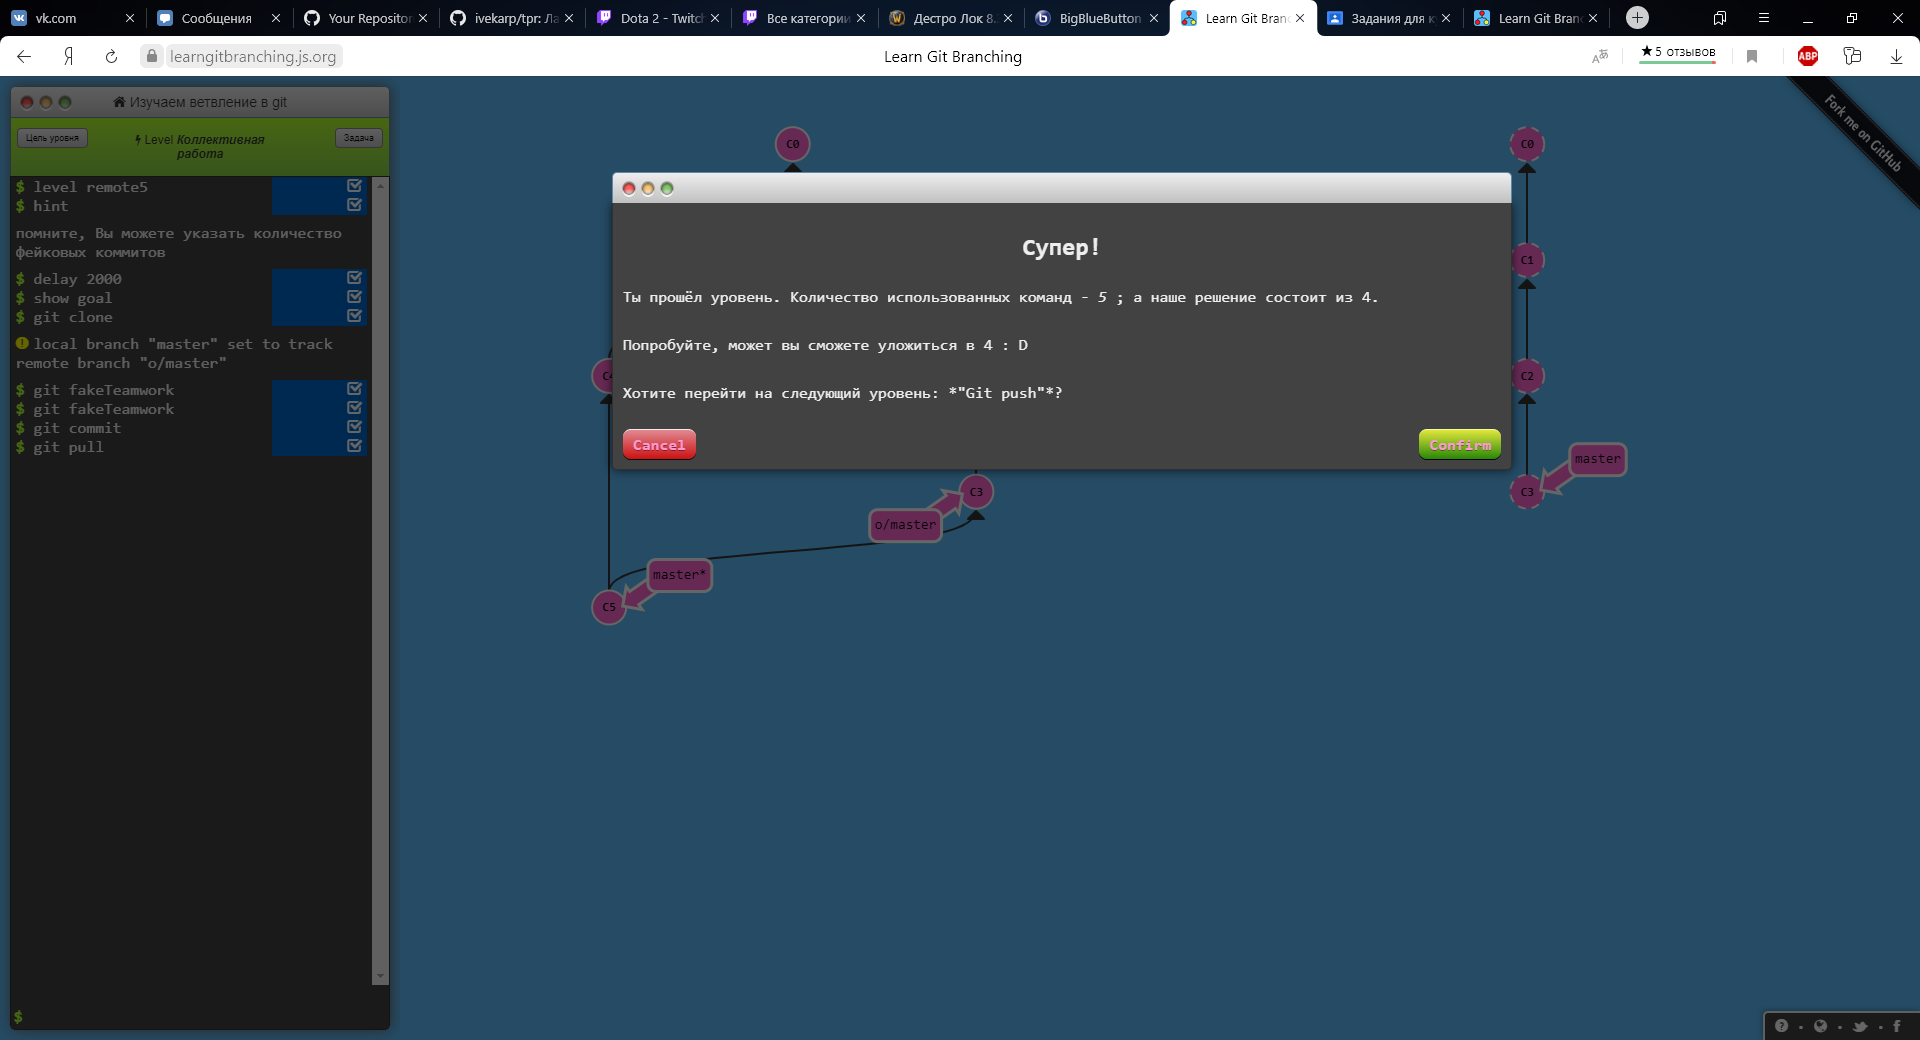 vk.com
Сообщения
Your Repositor
ivekarp/tpr: Ла
Dota 2 - Twitch
Все категории
Дестро Лок 8.
BigBlueButton
Learn Git Bran
Задания для к
Learn Git Bran
learngitbranching.js.org
Learn Git Branching
★5 отзывов
ABP
Изучаем ветвление в git
Цель уровня
Level Коллективная
работа
Задача
$ level remote5
$ hint
помните, Вы можете указать количество
фейковых коммитов
$ delay 2000
$ show goal
$ git clone
local branch "master" set to track
remote branch "o/master"
$ git fakeTeamwork
$ git fakeTeamwork
$ git commit
$ git pull
$
Fork me on GitHub
C0
C3
o/master
master*
C5
Супер!
Ты прошёл уровень. Количество использованных команд - 5 ; а наше решение состоит из 4.
Попробуйте, может вы сможете уложиться в 4 : D
Хотите перейти на следующий уровень: *"Git push"*?
Cancel
Confirm
C0
C1
C2
C3
master